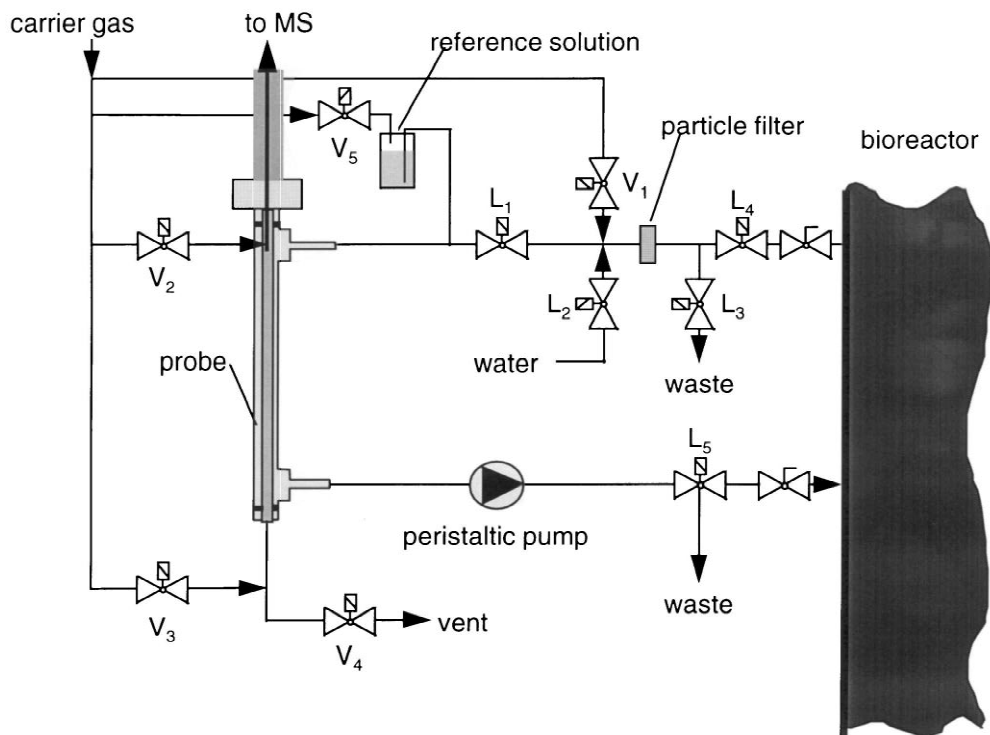 carrier gas
to MS
reference solution
particle filter
bioreactor
V5
V1
L1
L4
V2
L2
L3
water
waste
probe
L5
peristaltic pump
waste
V3
V4
vent